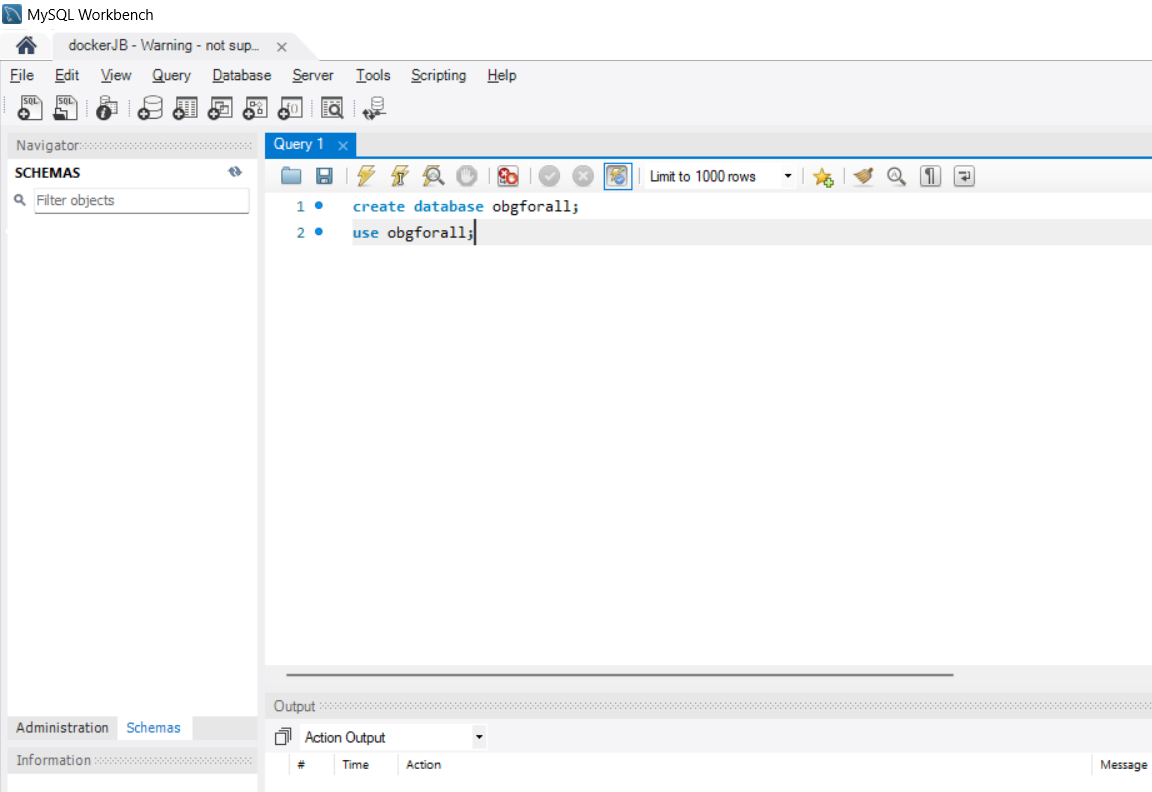 MySQL Workbench
dockerJB - Warning - not sup...
File Edit View Query Database Server Tools Scripting Help
SQL SQL
Navigator
Query 1
SCHEMAS
Limit to 1000 rows
Filter objects
1 create database obgforall;
2 use obgforall;
Output
Administration Schemas
Action Output
Information
# Time Action Message